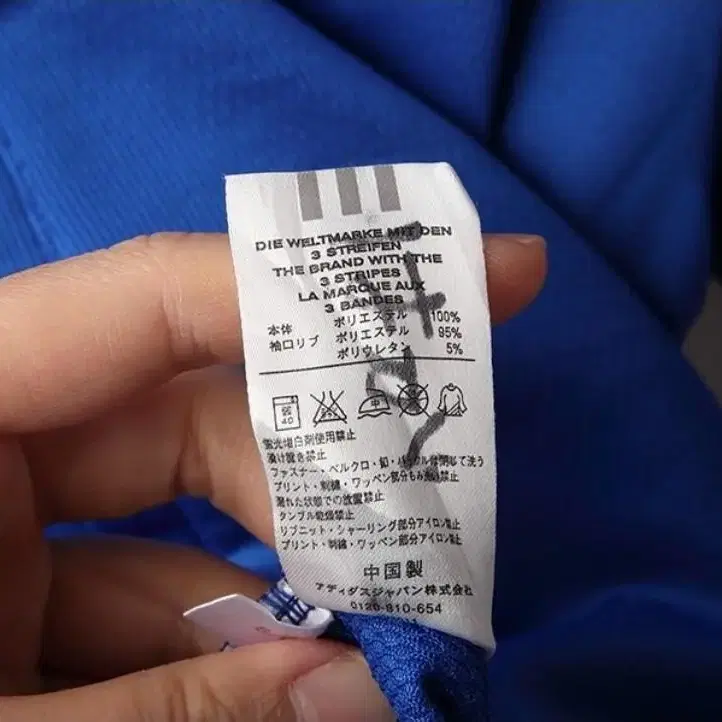 DIE WELTMARKE MIT DEN
3 STREIFEN
THE BRAND WITH THE
3 STRIPES
LA MARQUE AUX
3 BANDES
本体 ポリエステル 100%
袖口リブ ポリエステル 95%
ポリウレタン 5%
弱
40
中
蛍光増白剤使用禁止
漬け置き禁止
ファスナー・ベルクロ・釦・バックルは閉じて洗う
プリント・刺繍・ワッペン部分もみ洗い禁止
濡れた状態での放置禁止
タンブル乾燥禁止
リブニット・シャーリング部分アイロン禁止
プリント・刺繍・ワッペン部分アイロン禁止
中国製
アディダスジャパン株式会社
0120-810-654